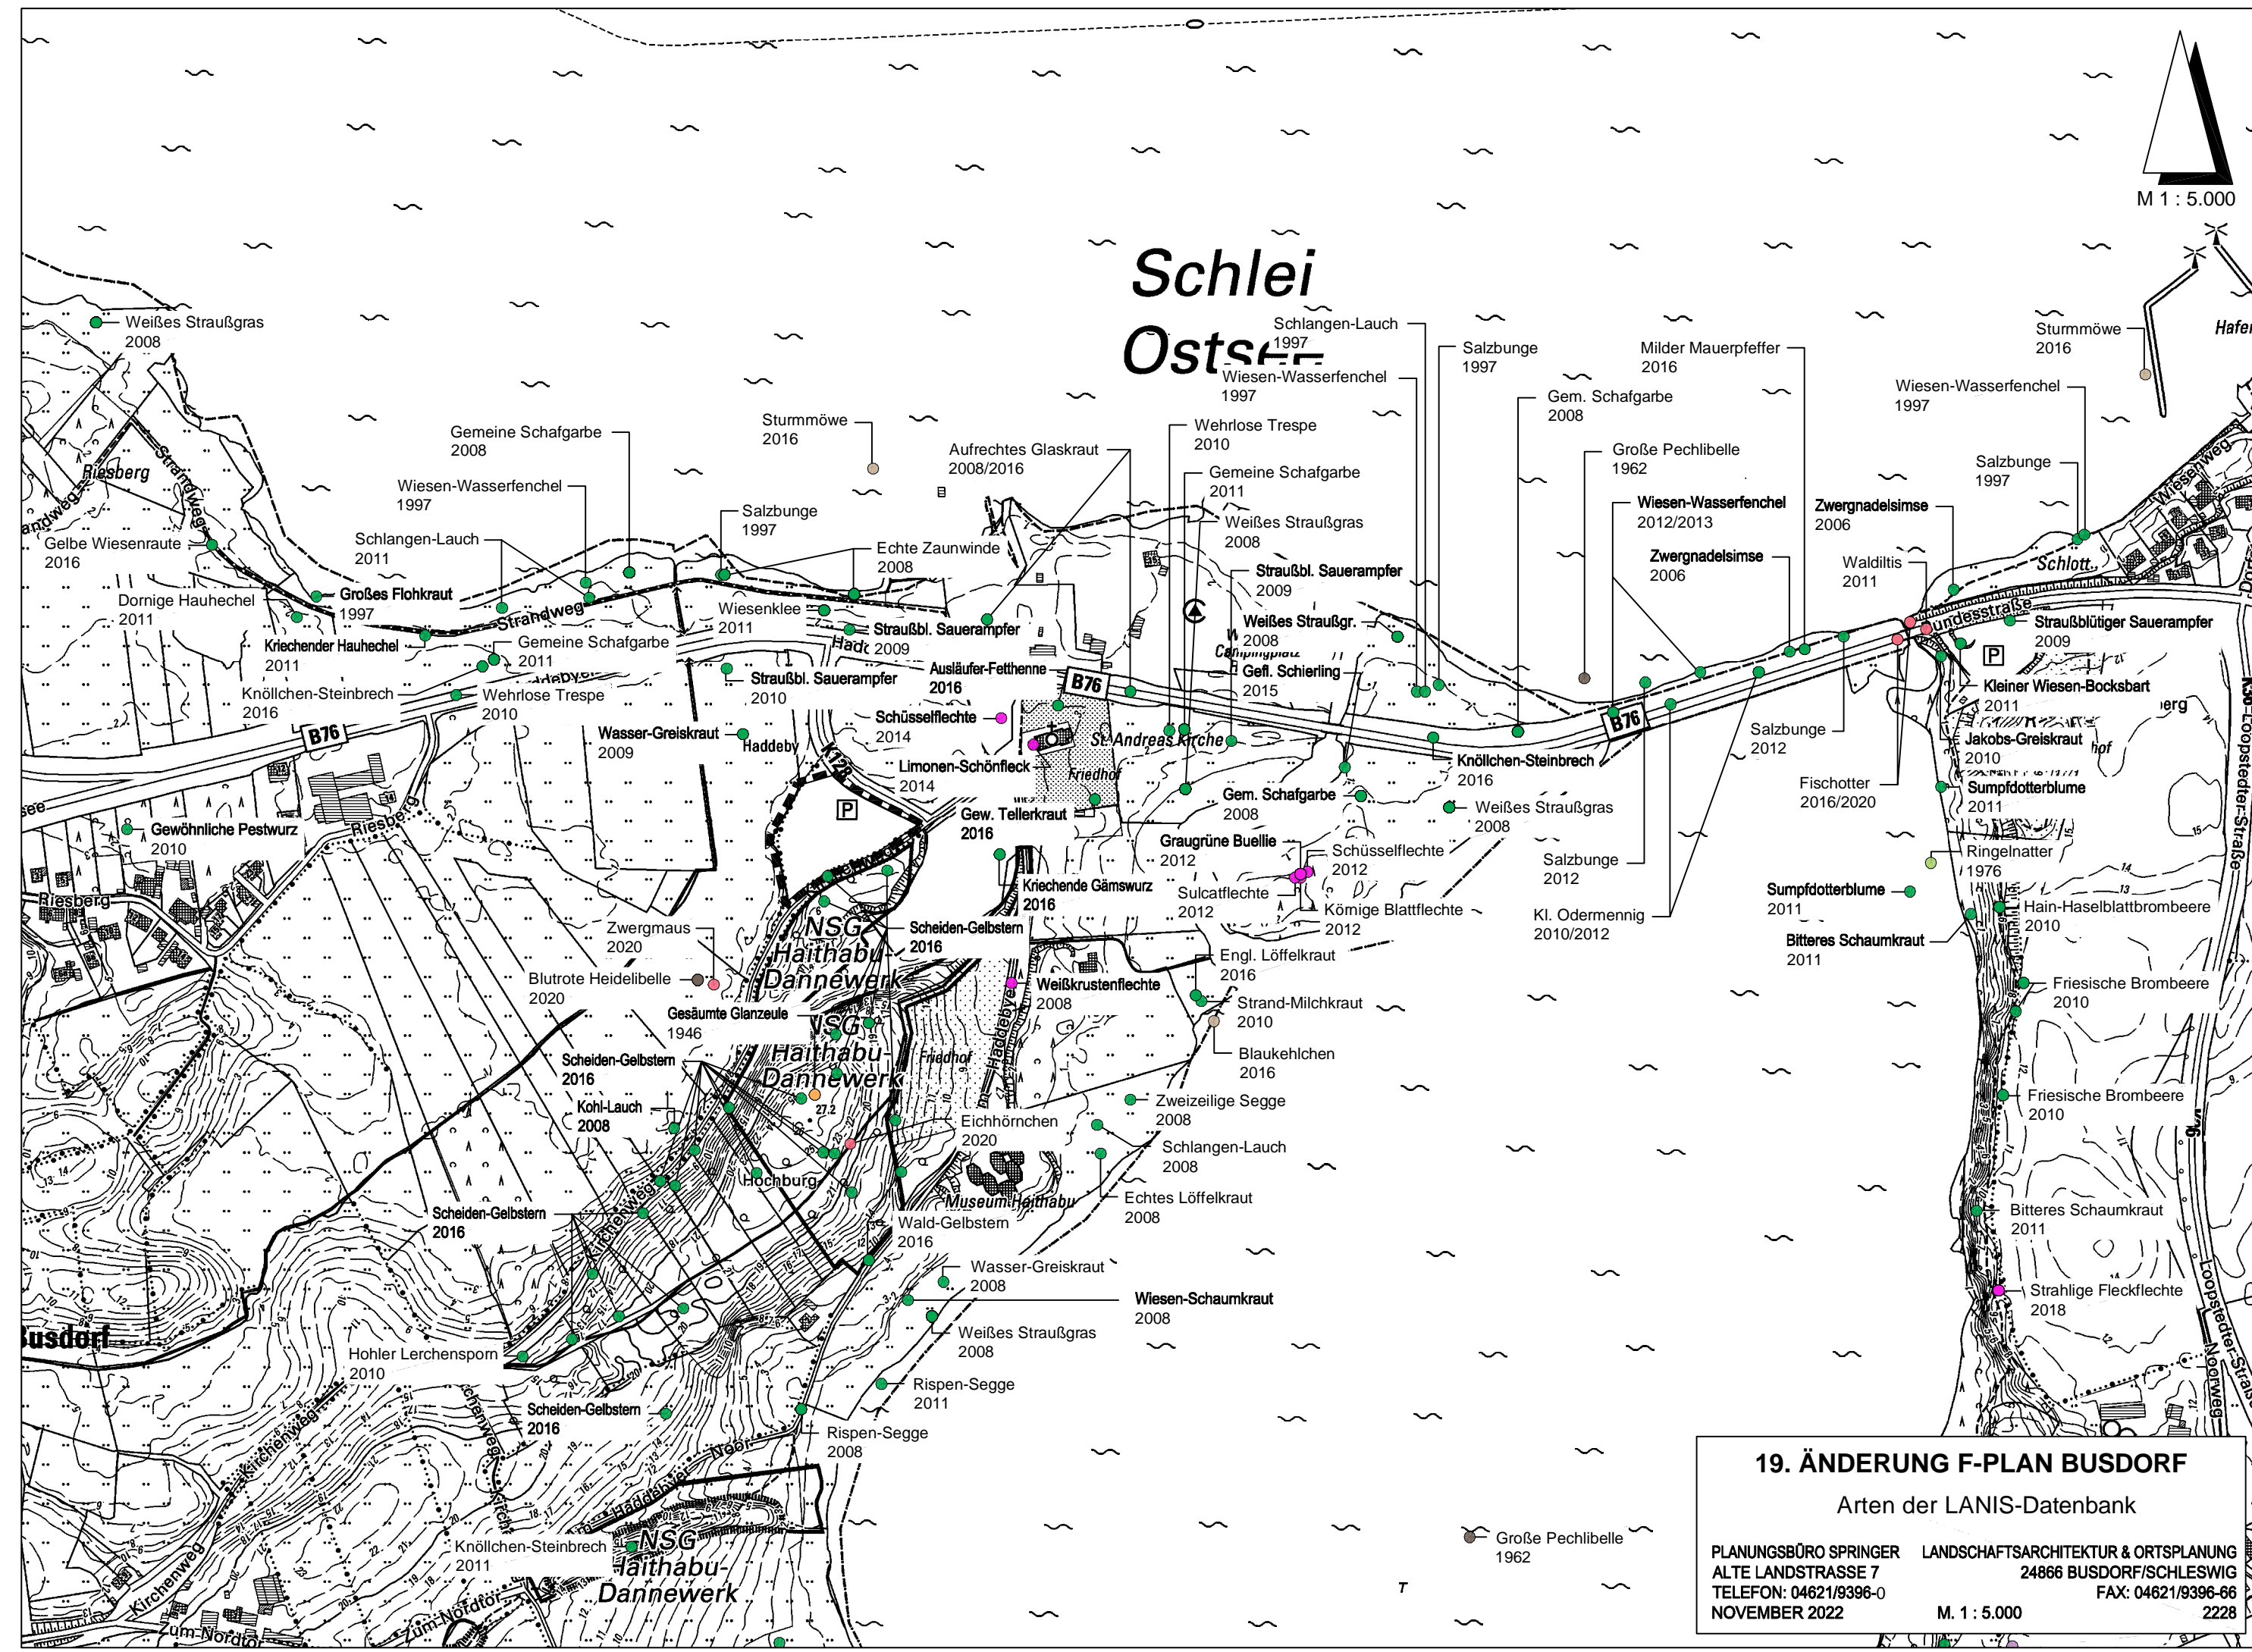 M 1 : 5.000
Schlei
Ostsee
Hafen
Weißes Straußgras
2008
Schlangen-Lauch
1997
Salzbunge
1997
Milder Mauerpfeffer
2016
Sturmmöwe
2016
Wiesen-Wasserfenchel
1997
Gem. Schafgarbe
2008
Wiesen-Wasserfenchel
1997
Gemeine Schafgarbe
2008
Sturmmöwe
2016
Wehrlose Trespe
2010
Aufrechtes Glaskraut
2008/2016
Große Pechlibelle
1962
Riesberg
Strandweg
Gemeine Schafgarbe
2011
Salzbunge
1997
Wiesenweg
Wiesen-Wasserfenchel
1997
Wiesen-Wasserfenchel
2012/2013
Zwergnadelsimse
2006
Salzbunge
1997
Weißes Straußgras
2008
Gelbe Wiesenraute
2016
Schlangen-Lauch
2011
Echte Zaunwinde
2008
Zwergnadelsimse
2006
Waldiltis
2011
Schlott
Straußbl. Sauerampfer
2009
Dornige Hauhechel
2011
Großes Flohkraut
1997
Strandweg
Wiesenklee
2011
Bundesstraße
Straußbl. Sauerampfer
2009
Weißes Straußgr.
2008
Straußblütiger Sauerampfer
2009
Kriechender Hauhechel
2011
Gemeine Schafgarbe
2011
Campingplatz
P
Ausläufer-Fetthenne
2016
B76
Gefl. Schierling
2015
Knöllchen-Steinbrech
2016
Wehrlose Trespe
2010
Straußbl. Sauerampfer
2010
Kleiner Wiesen-Bocksbart
2011
Schüsselflechte
2014
B76
B76
Wasser-Greiskraut
2009
Haddeby
K128
St. Andreas Kirche
Salzbunge
2012
Jakobs-Greiskraut
2010
Limonen-Schönfleck
2014
Friedhof
Knöllchen-Steinbrech
2016
Fischotter
2016/2020
Sumpfdotterblume
2011
Gem. Schafgarbe
2008
Weißes Straußgras
2008
P
Riesberg
Gewöhnliche Pestwurz
2010
Gew. Tellerkraut
2016
Graugrüne Buellie
2012
Schüsselflechte
2012
Salzbunge
2012
Ringelnatter
1976
Kriechende Gämswurz
2016
Sulcatflechte
2012
Körnige Blattflechte
2012
Kl. Odermennig
2010/2012
Sumpfdotterblume
2011
Hain-Haselblattbrombeere
2010
Riesberg
Zwergmaus
2020
NSG
Haithabu-
Dannewerk
Scheiden-Gelbstern
2016
Bitteres Schaumkraut
2011
Engl. Löffelkraut
2016
Blutrote Heidelibelle
2020
Weißkrustenflechte
2008
Strand-Milchkraut
2010
Friesische Brombeere
2010
Gesäumte Glanzeule
1946
NSG
Haithabu-
Dannewerk
Friedhof
Blaukehlchen
2016
Scheiden-Gelbstern
2016
Kohl-Lauch
2008
27.2
Zweizeilige Segge
2008
Friesische Brombeere
2010
Eichhörnchen
2020
Schlangen-Lauch
2008
Hochburg
Museum Haithabu
Echtes Löffelkraut
2008
Scheiden-Gelbstern
2016
Kirchenweg
Wald-Gelbstern
2016
Bitteres Schaumkraut
2011
Wasser-Greiskraut
2008
Wiesen-Schaumkraut
2008
Strahlige Fleckflechte
2018
Busdorf
Weißes Straußgras
2008
Hohler Lerchensporn
2010
Rispen-Segge
2011
Scheiden-Gelbstern
2016
Rispen-Segge
2008
Loopstedter Straße
Noorweg
Kirchenweg
Haddebyer Noor
Knöllchen-Steinbrech
2011
NSG
Haithabu-
Dannewerk
Große Pechlibelle
1962
Kirchenweg
Zum Nordtor
Zum Nordtor
19. ÄNDERUNG F-PLAN BUSDORF
Arten der LANIS-Datenbank
PLANUNGSBÜRO SPRINGER LANDSCHAFTSARCHITEKTUR & ORTSPLANUNG
ALTE LANDSTRASSE 7 24866 BUSDORF/SCHLESWIG
TELEFON: 04621/9396-0 FAX: 04621/9396-66
NOVEMBER 2022 M. 1 : 5.000 2228